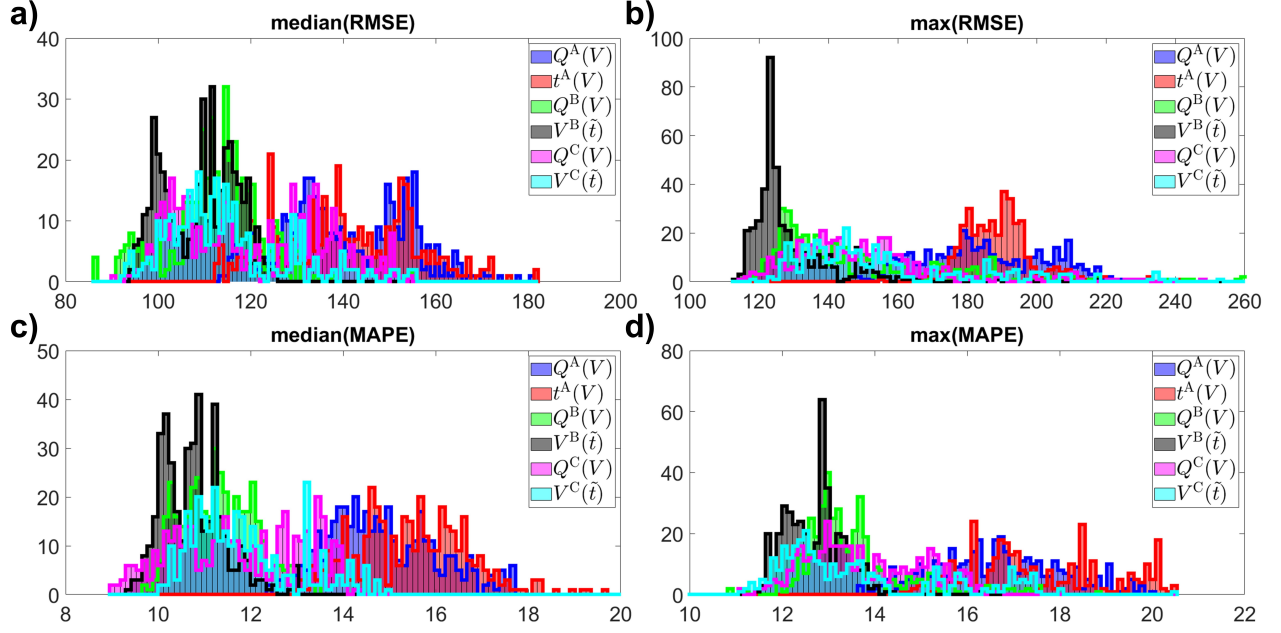 a)
median(RMSE)
40
30
20
10
0
80 100 120 140 160 180 200
Q^A(V)
t^A(V)
Q^B(V)
V^B(t̃)
Q^C(V)
V^C(t̃)
b)
max(RMSE)
100
80
60
40
20
0
100 120 140 160 180 200 220 240 260
Q^A(V)
t^A(V)
Q^B(V)
V^B(t̃)
Q^C(V)
V^C(t̃)
c)
median(MAPE)
50
40
30
20
10
0
8 10 12 14 16 18 20
Q^A(V)
t^A(V)
Q^B(V)
V^B(t̃)
Q^C(V)
V^C(t̃)
d)
max(MAPE)
80
60
40
20
0
10 12 14 16 18 20 22
Q^A(V)
t^A(V)
Q^B(V)
V^B(t̃)
Q^C(V)
V^C(t̃)